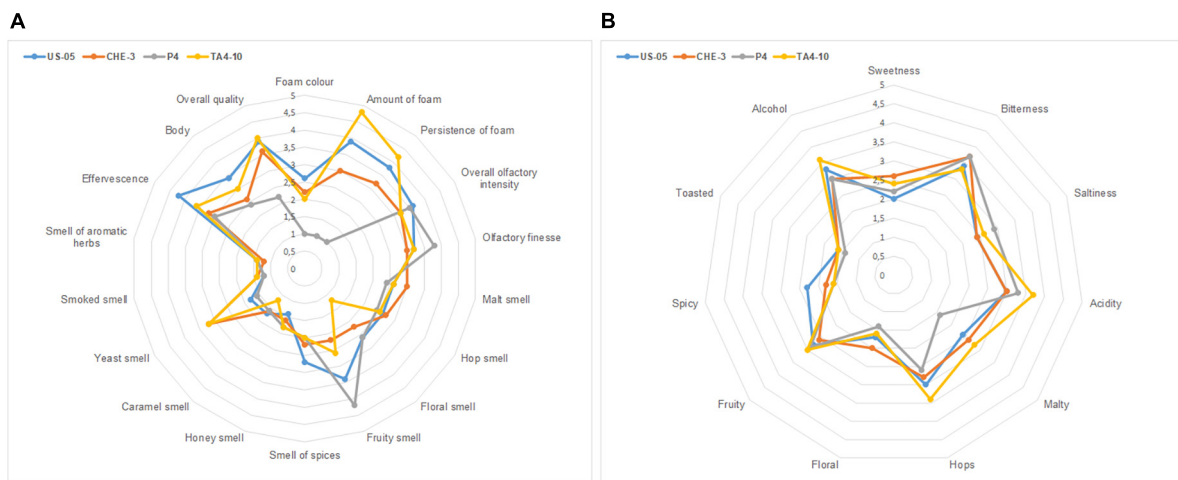 A
US-05 CHE-3 P4 TA4-10
Foam colour
Overall quality
Amount of foam
Body
Persistence of foam
Effervescence
Overall olfactory
intensity
Smell of aromatic
herbs
Olfactory finesse
Smoked smell
Malt smell
Yeast smell
Hop smell
Caramel smell
Floral smell
Honey smell
Fruity smell
Smell of spices
5
4,5
4
3,5
3
2,5
2
1,5
1
0,5
0
B
US-05 CHE-3 P4 TA4-10
Sweetness
Alcohol
Bitterness
Toasted
Saltiness
Spicy
Acidity
Fruity
Malty
Floral
Hops
5
4,5
4
3,5
3
2,5
2
1,5
1
0,5
0